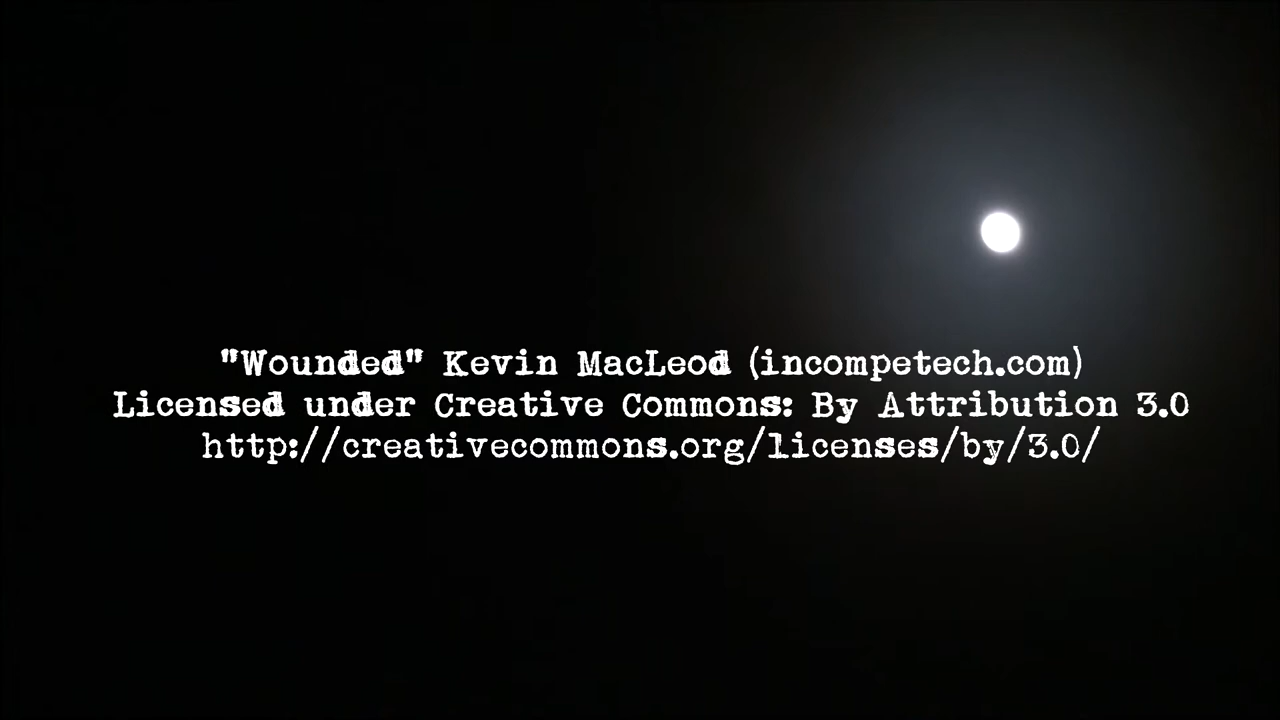 "Wounded" Kevin MacLeod (incompetech.com)
Licensed under Creative Commons: By Attribution 3.0
http://creativecommons.org/licenses/by/3.0/